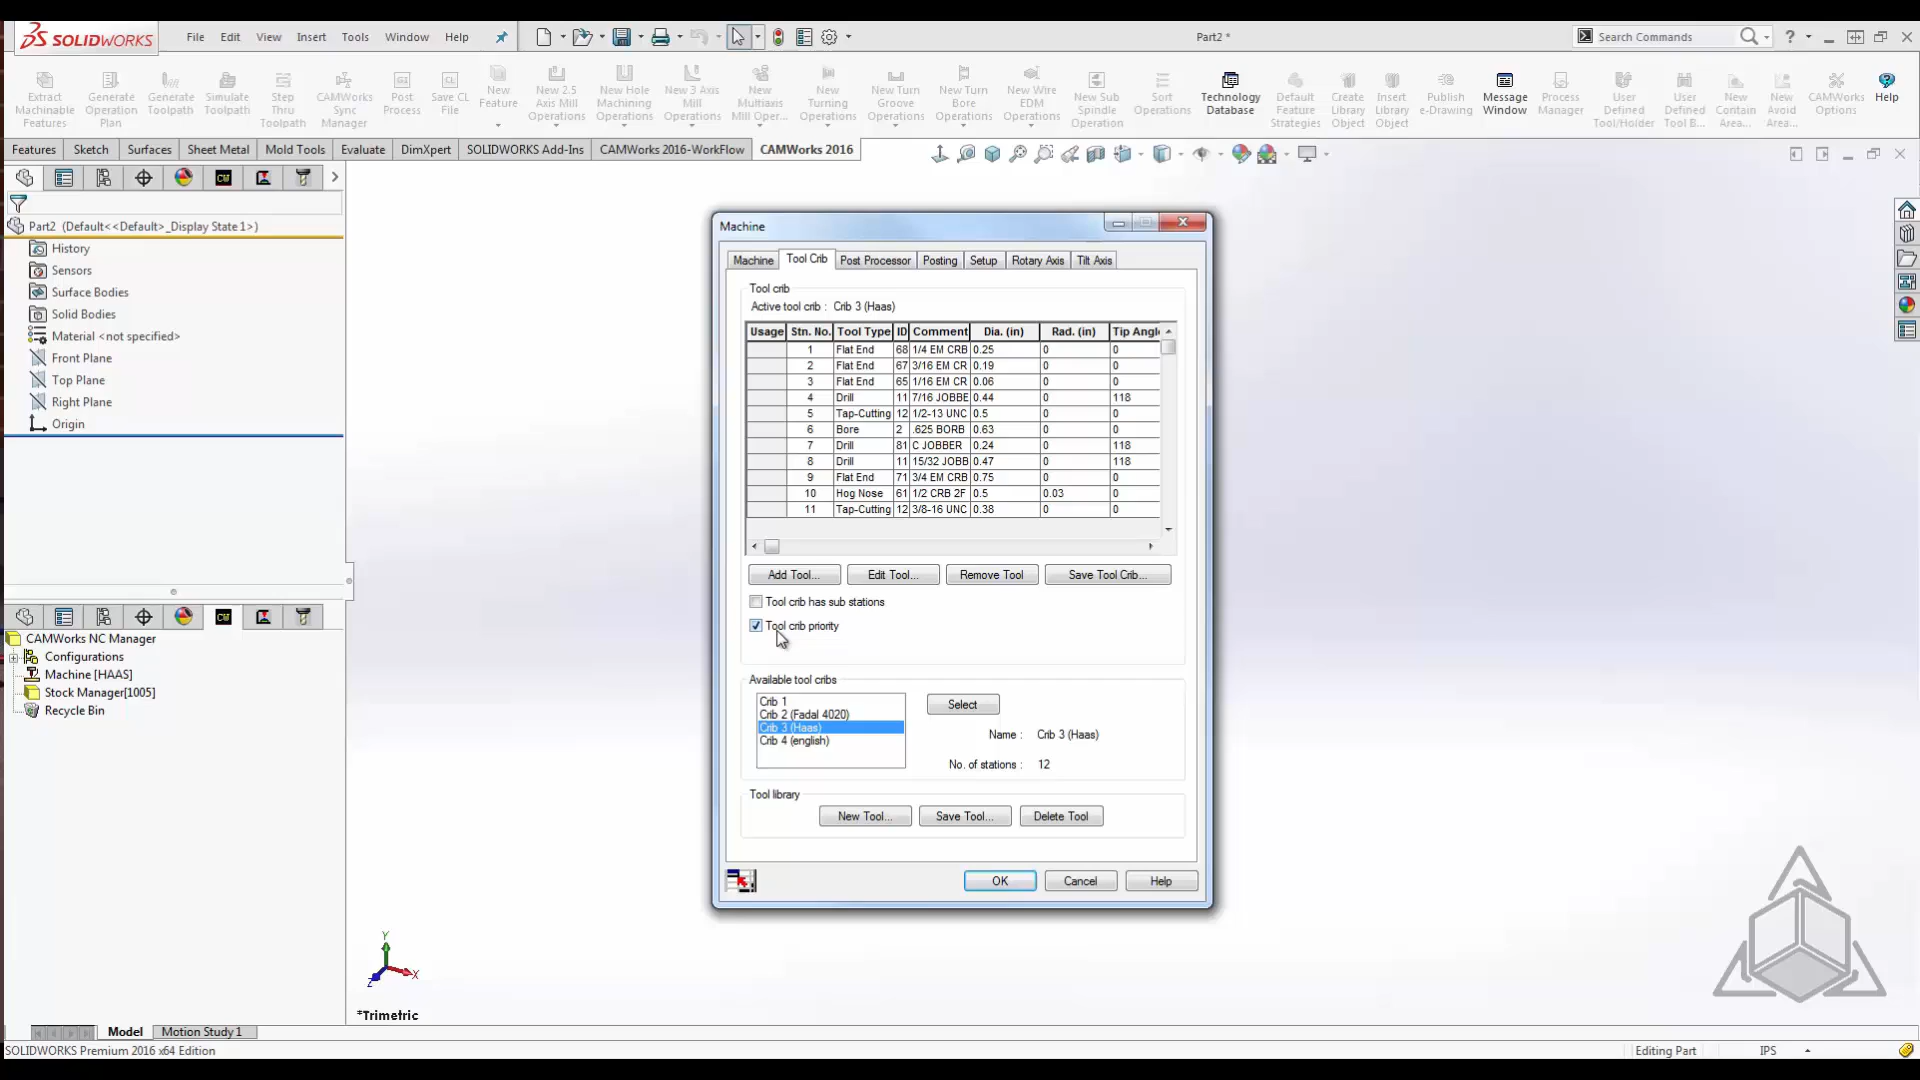 SOLIDWORKS File Edit View Insert Tools Window Help Part2 * Search Commands
Extract Machinable Features
Generate Operation Plan
Generate Toolpath
Simulate Toolpath
Step Thru Toolpath
CAMWorks Sync Manager
Post Process
Save CL File
New Feature
New 2.5 Axis Mill Operations
New Hole Machining Operations
New 3 Axis Mill Operations
New Multiaxis Mill Oper...
New Turning Operations
New Turn Groove Operations
New Turn Bore Operations
New Wire EDM Operations
New Sub Spindle Operation
Sort Operations
Technology Database
Default Feature Strategies
Create Library Object
Insert Library Object
Publish e-Drawing
Message Window
Process Manager
User Defined Tool/Holder
User Defined Tool B...
New Contain Area...
New Avoid Area...
CAMWorks Options
Help
Features Sketch Surfaces Sheet Metal Mold Tools Evaluate DimXpert SOLIDWORKS Add-Ins CAMWorks 2016-WorkFlow CAMWorks 2016
Part2 (Default<<Default>_Display State 1>)
History
Sensors
Surface Bodies
Solid Bodies
Material <not specified>
Front Plane
Top Plane
Right Plane
Origin
CAMWorks NC Manager
Configurations
Machine [HAAS]
Stock Manager[1005]
Recycle Bin
Machine
Machine Tool Crib Post Processor Posting Setup Rotary Axis Tilt Axis
Tool crib
Active tool crib : Crib 3 (Haas)
Usage Stn. No. Tool Type ID Comment Dia. (in) Rad. (in) Tip Angl
1 Flat End 68 1/4 EM CRB 0.25 0 0
2 Flat End 67 3/16 EM CR 0.19 0 0
3 Flat End 65 1/16 EM CR 0.06 0 0
4 Drill 11 7/16 JOBBE 0.44 0 118
5 Tap-Cutting 12 1/2-13 UNC 0.5 0 0
6 Bore 2 .625 BORB 0.63 0 0
7 Drill 81 C JOBBER 0.24 0 118
8 Drill 11 15/32 JOBB 0.47 0 118
9 Flat End 71 3/4 EM CRB 0.75 0 0
10 Hog Nose 61 1/2 CRB 2F 0.5 0.03 0
11 Tap-Cutting 12 3/8-16 UNC 0.38 0 0
Add Tool... Edit Tool... Remove Tool Save Tool Crib...
Tool crib has sub stations
Tool crib priority
Available tool cribs
Crib 1
Crib 2 (Fadal 4020)
Crib 3 (Haas)
Crib 4 (english)
Select
Name : Crib 3 (Haas)
No. of stations : 12
Tool library
New Tool... Save Tool... Delete Tool
OK Cancel Help
Y
X
Z
*Trimetric
Model Motion Study 1
SOLIDWORKS Premium 2016 x64 Edition Editing Part IPS